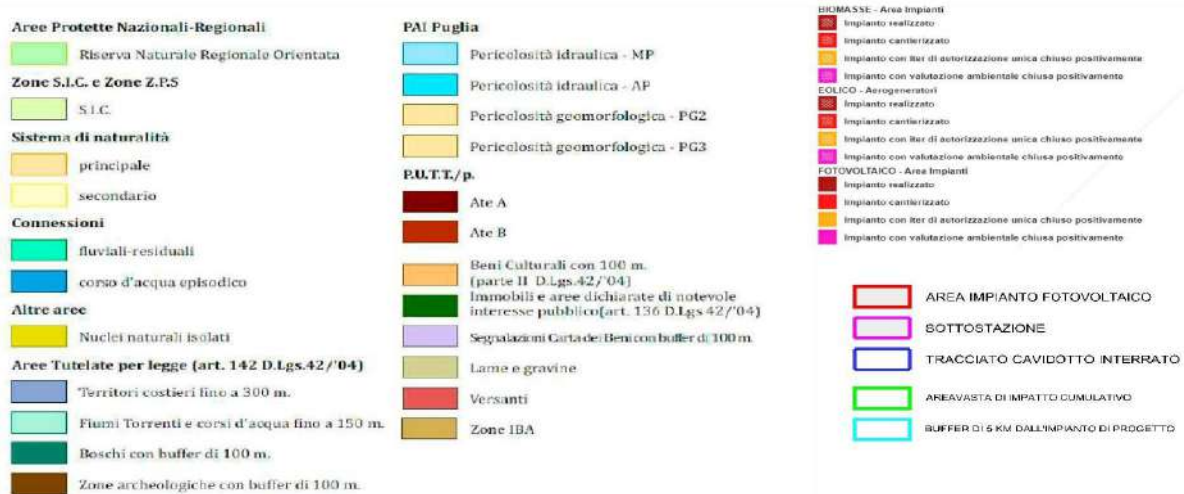 Aree Protette Nazionali-Regionali
Riserva Naturale Regionale Orientata
Zone S.I.C. e Zone Z.P.S
S.I.C.
Sistema di naturalità
principale
secondario
Connessioni
fluviali-residuali
corso d'acqua episodico
Altre aree
Nuclei naturali isolati
Aree Tutelate per legge (art. 142 D.Lgs.42/'04)
Territori costieri fino a 300 m.
Fiumi Torrenti e corsi d'acqua fino a 150 m.
Boschi con buffer di 100 m.
Zone archeologiche con buffer di 100 m.
PAI Puglia
Pericolosità idraulica - MP
Pericolosità idraulica - AP
Pericolosità geomorfologica - PG2
Pericolosità geomorfologica - PG3
P.U.T.T./p.
Ate A
Ate B
Beni Culturali con 100 m.
(parte II D.Lgs.42/'04)
Immobili e aree dichiarate di notevole
interesse pubblico(art. 136 D.Lgs 42/'04)
Segnalazioni Carta dei Beni con buffer di 100 m.
Lame e gravine
Versanti
Zone IBA
BIOMASSE - Area Impianti
Impianto realizzato
Impianto cantierizzato
Impianto con iter di autorizzazione unica chiuso positivamente
Impianto con valutazione ambientale chiusa positivamente
EOLICO - Aerogeneratori
Impianto realizzato
Impianto cantierizzato
Impianto con iter di autorizzazione unica chiuso positivamente
Impianto con valutazione ambientale chiusa positivamente
FOTOVOLTAICO - Area Impianti
Impianto realizzato
Impianto cantierizzato
Impianto con iter di autorizzazione unica chiuso positivamente
Impianto con valutazione ambientale chiusa positivamente
AREA IMPIANTO FOTOVOLTAICO
SOTTOSTAZIONE
TRACCIATO CAVIDOTTO INTERRATO
AREAVASTA DI IMPATTO CUMULATIVO
BUFFER DI 5 KM DALL'IMPIANTO DI PROGETTO